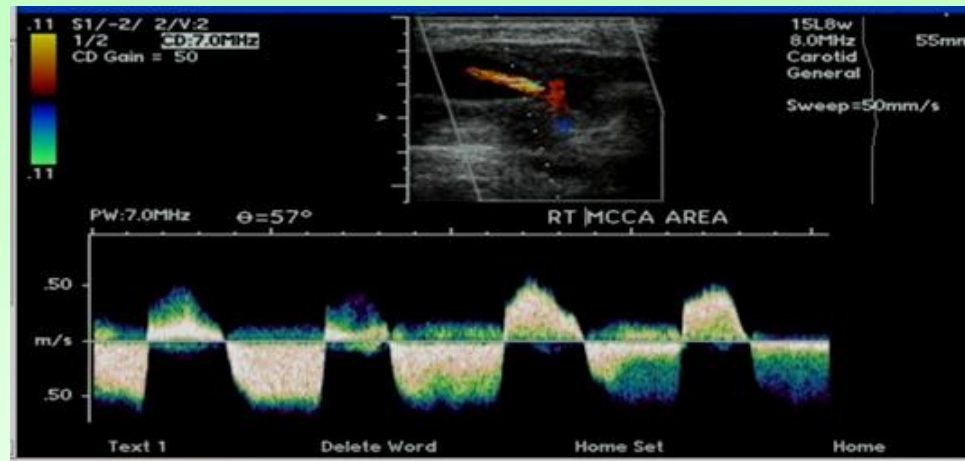 .11 S1/-2/ 2/V:2
1/2 CD:7.0MHz
CD Gain = 50
.11
15L8w
8.0MHz 55mm
Carotid
General
Sweep=50mm/s
PW:7.0MHz Θ=57° RT MCCA AREA
.50
m/s
.50
Text 1 Delete Word Home Set Home